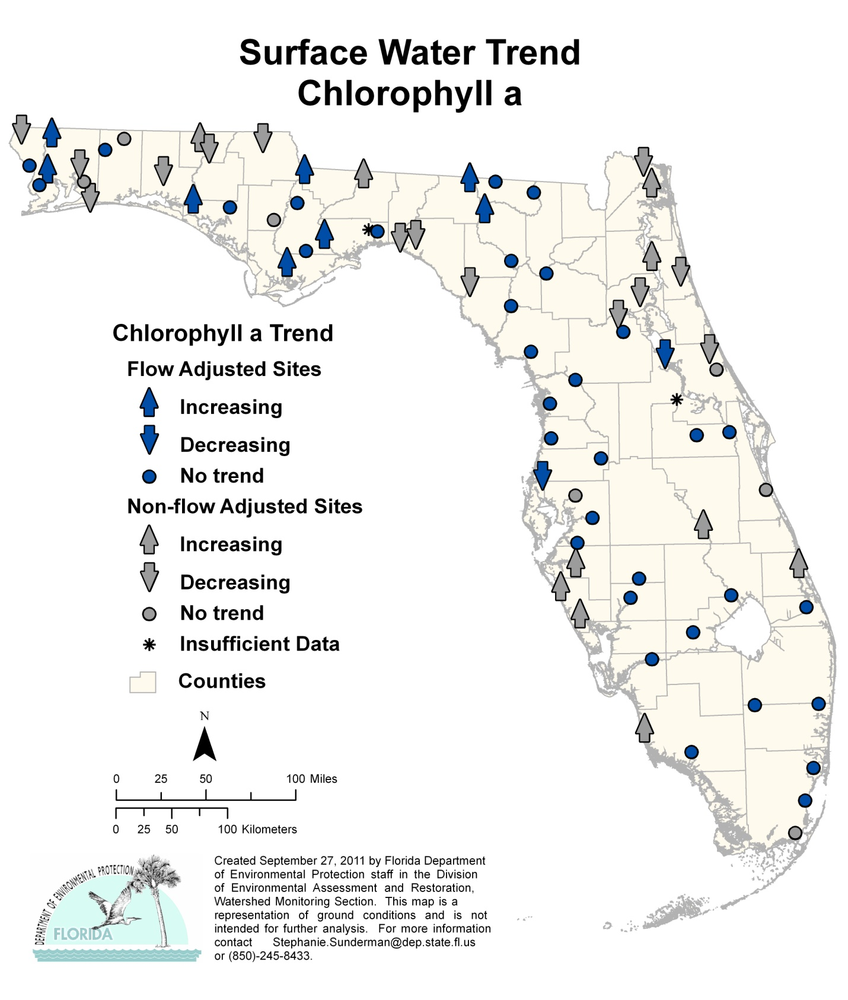 Surface Water Trend
Chlorophyll a
Chlorophyll a Trend
Flow Adjusted Sites
Increasing
Decreasing
No trend
Non-flow Adjusted Sites
Increasing
Decreasing
No trend
Insufficient Data
Counties
N
0 25 50 100 Miles
0 25 50 100 Kilometers
DEPARTMENT OF ENVIRONMENTAL PROTECTION
FLORIDA
Created September 27, 2011 by Florida Department
of Environmental Protection staff in the Division
of Environmental Assessment and Restoration,
Watershed Monitoring Section. This map is a
representation of ground conditions and is not
intended for further analysis. For more information
contact Stephanie.Sunderman@dep.state.fl.us
or (850)-245-8433.